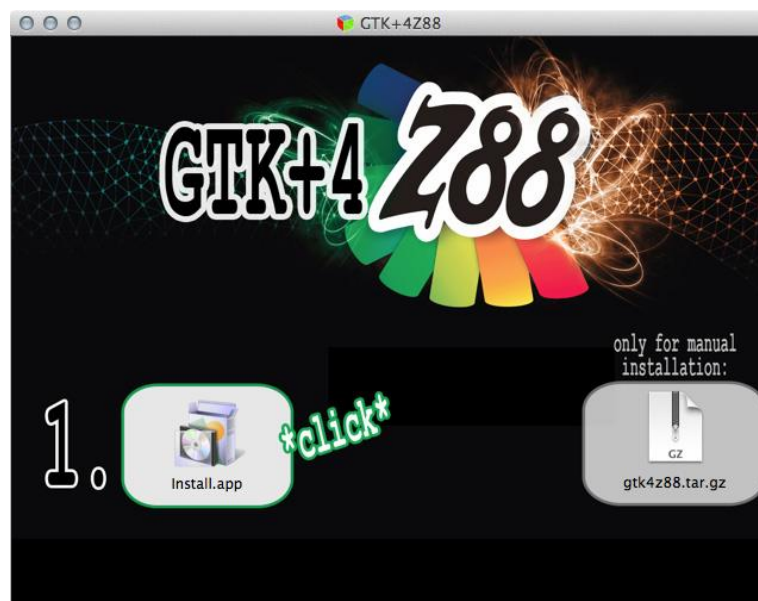 GTK+4Z88
GTK+4 Z88
only for manual
installation:
1.
*click*
GZ
Install.app
gtk4z88.tar.gz